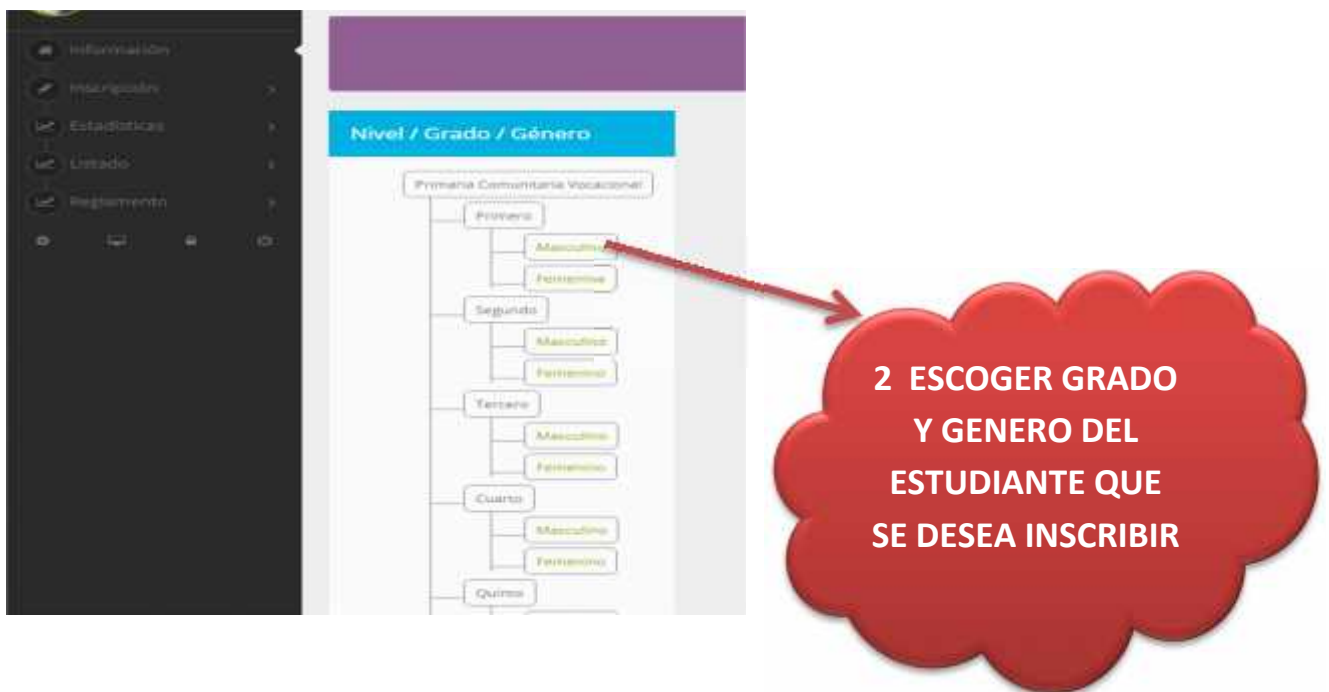 Información
Inscripción
Estadísticas
Listado
Reglamento
Nivel / Grado / Género
Primaria Comunitaria Vocacional
Primero
Masculino
Femenino
Segundo
Masculino
Femenino
Tercero
Masculino
Femenino
Cuarto
Masculino
Femenino
Quinto
2 ESCOGER GRADO
Y GENERO DEL
ESTUDIANTE QUE
SE DESEA INSCRIBIR